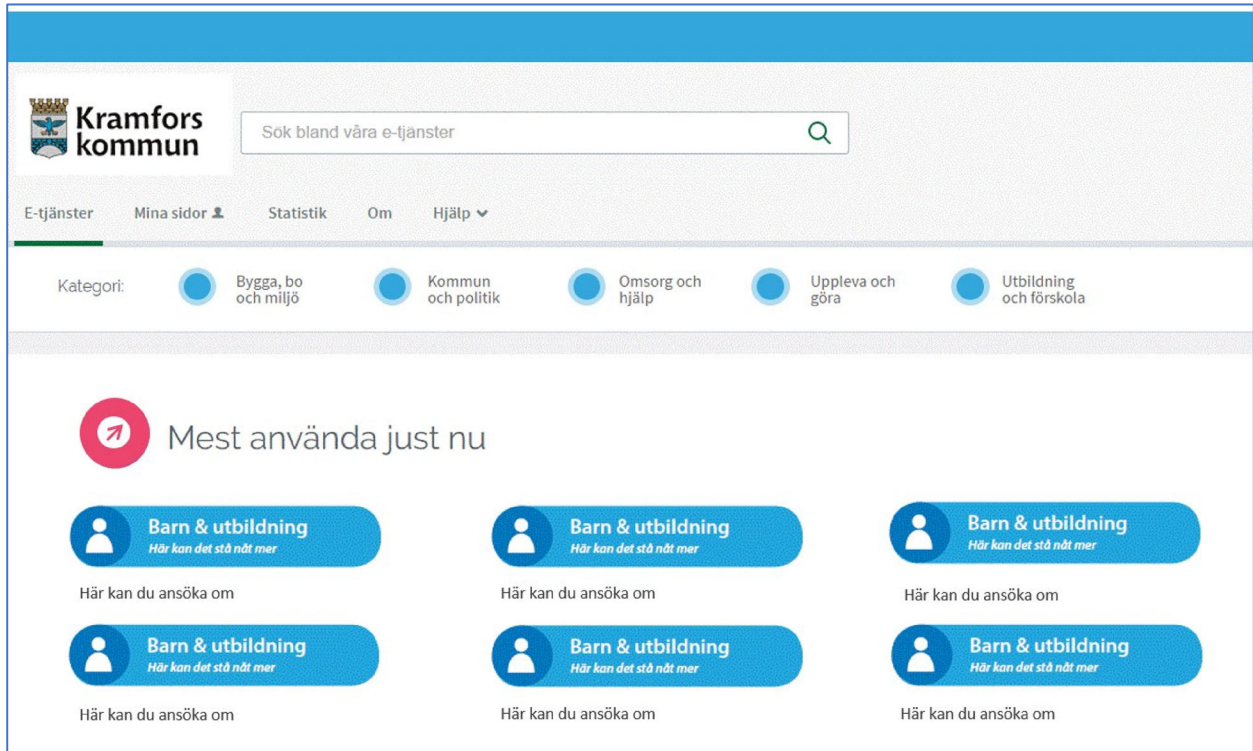 Kramfors
kommun
Sök bland våra e-tjänster
E-tjänster Mina sidor Statistik Om Hjälp
Kategori:
Bygga, bo
och miljö
Kommun
och politik
Omsorg och
hjälp
Uppleva och
göra
Utbildning
och förskola
Mest använda just nu
Barn & utbildning
Här kan det stå nåt mer
Här kan du ansöka om
Barn & utbildning
Här kan det stå nåt mer
Här kan du ansöka om
Barn & utbildning
Här kan det stå nåt mer
Här kan du ansöka om
Barn & utbildning
Här kan det stå nåt mer
Här kan du ansöka om
Barn & utbildning
Här kan det stå nåt mer
Här kan du ansöka om
Barn & utbildning
Här kan det stå nåt mer
Här kan du ansöka om